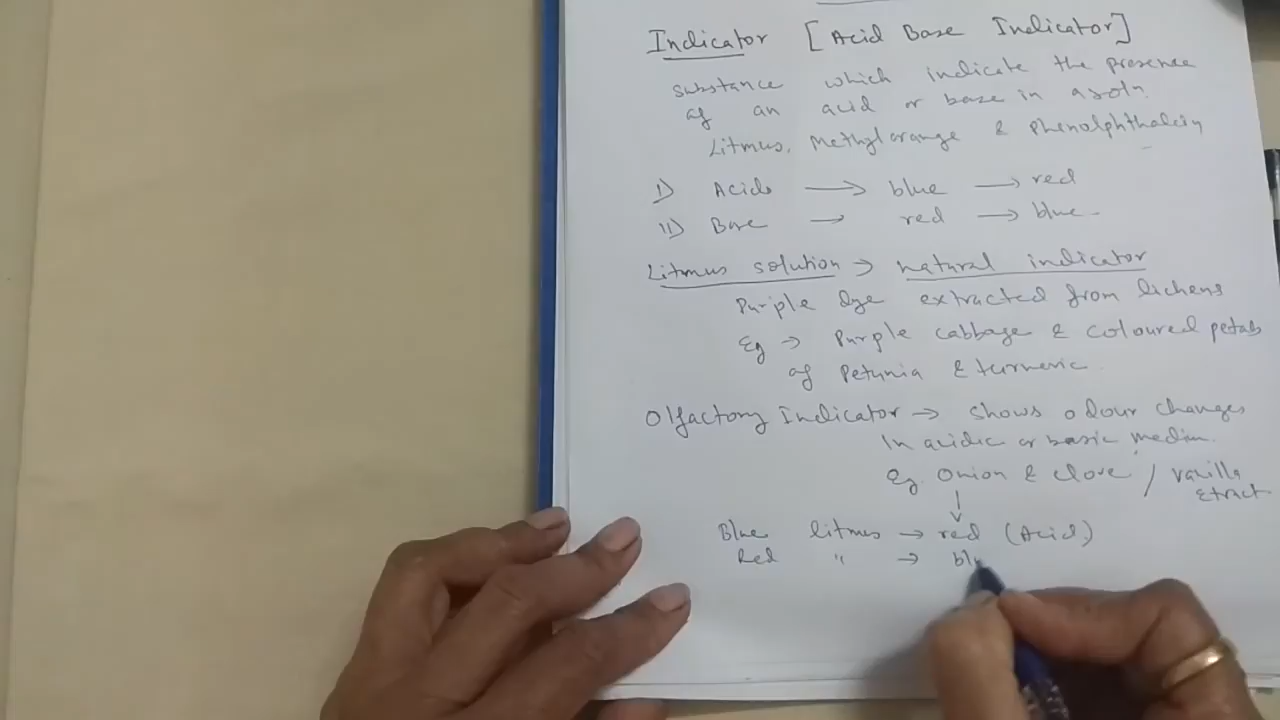 Indicator [Acid Base Indicator]
substance which indicate the presence
of an acid or base in a soln.
Litmus, Methyl orange & Phenolphthalein
I) Acids → blue → red
II) Base → red → blue
Litmus solution → natural indicator
Purple dye extracted from lichens
Eg → Purple cabbage & coloured petals
of Petunia & turmeric
Olfactory Indicator → shows odour changes
In acidic or basic medium.
Eg. Onion & clove / vanilla
Etract
Blue litmus → red (Acid)
Red " → blu